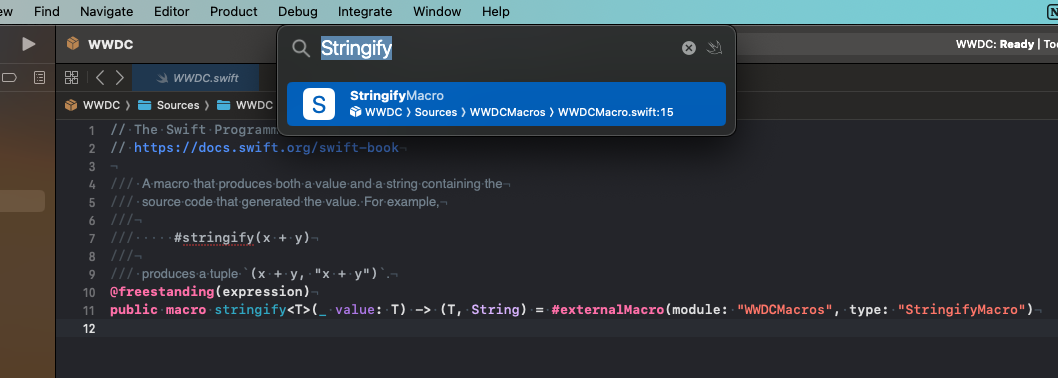 ew Find Navigate Editor Product Debug Integrate Window Help
WWDC
Stringify
WWDC: Ready | Too
WWDC.swift
StringifyMacro
WWDC 〉 Sources 〉 WWDCMacros 〉 WWDCMacro.swift:15
WWDC 〉 Sources 〉 WWDC
1 // The Swift Programm
2 // https://docs.swift.org/swift-book
3
4 /// A macro that produces both a value and a string containing the
5 /// source code that generated the value. For example,
6 ///
7 /// #stringify(x + y)
8 ///
9 /// produces a tuple `(x + y, "x + y")`.
10 @freestanding(expression)
11 public macro stringify<T>(_ value: T) -> (T, String) = #externalMacro(module: "WWDCMacros", type: "StringifyMacro")
12